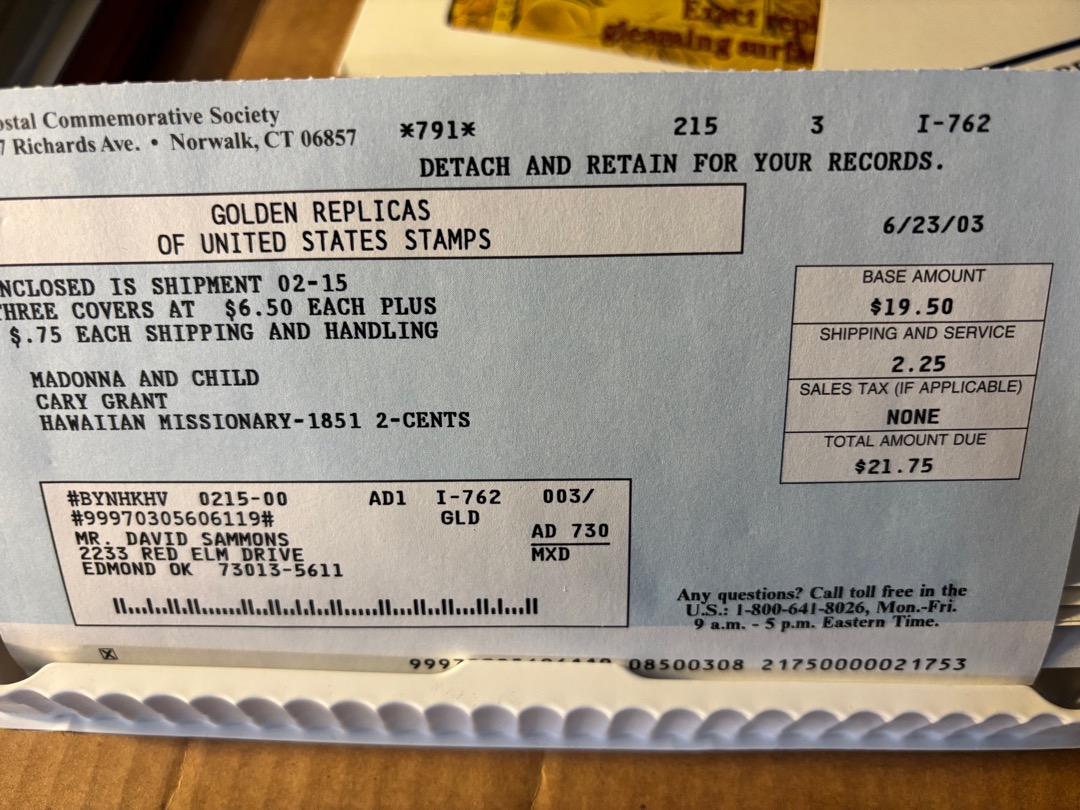 Exact repl
gleaming surf
ostal Commemorative Society
7 Richards Ave. • Norwalk, CT 06857
*791* 215 3 I-762
DETACH AND RETAIN FOR YOUR RECORDS.
GOLDEN REPLICAS
OF UNITED STATES STAMPS
6/23/03
NCLOSED IS SHIPMENT 02-15
THREE COVERS AT $6.50 EACH PLUS
$.75 EACH SHIPPING AND HANDLING
MADONNA AND CHILD
CARY GRANT
HAWAIIAN MISSIONARY-1851 2-CENTS
BASE AMOUNT
$19.50
SHIPPING AND SERVICE
2.25
SALES TAX (IF APPLICABLE)
NONE
TOTAL AMOUNT DUE
$21.75
#BYNHKHV 0215-00 AD1 I-762 003/
#99970305606119# GLD
AD 730
MR. DAVID SAMMONS
2233 RED ELM DRIVE MXD
EDMOND OK 73013-5611
Any questions? Call toll free in the
U.S.: 1-800-641-8026, Mon.-Fri.
9 a.m. - 5 p.m. Eastern Time.
08500308 21750000021753